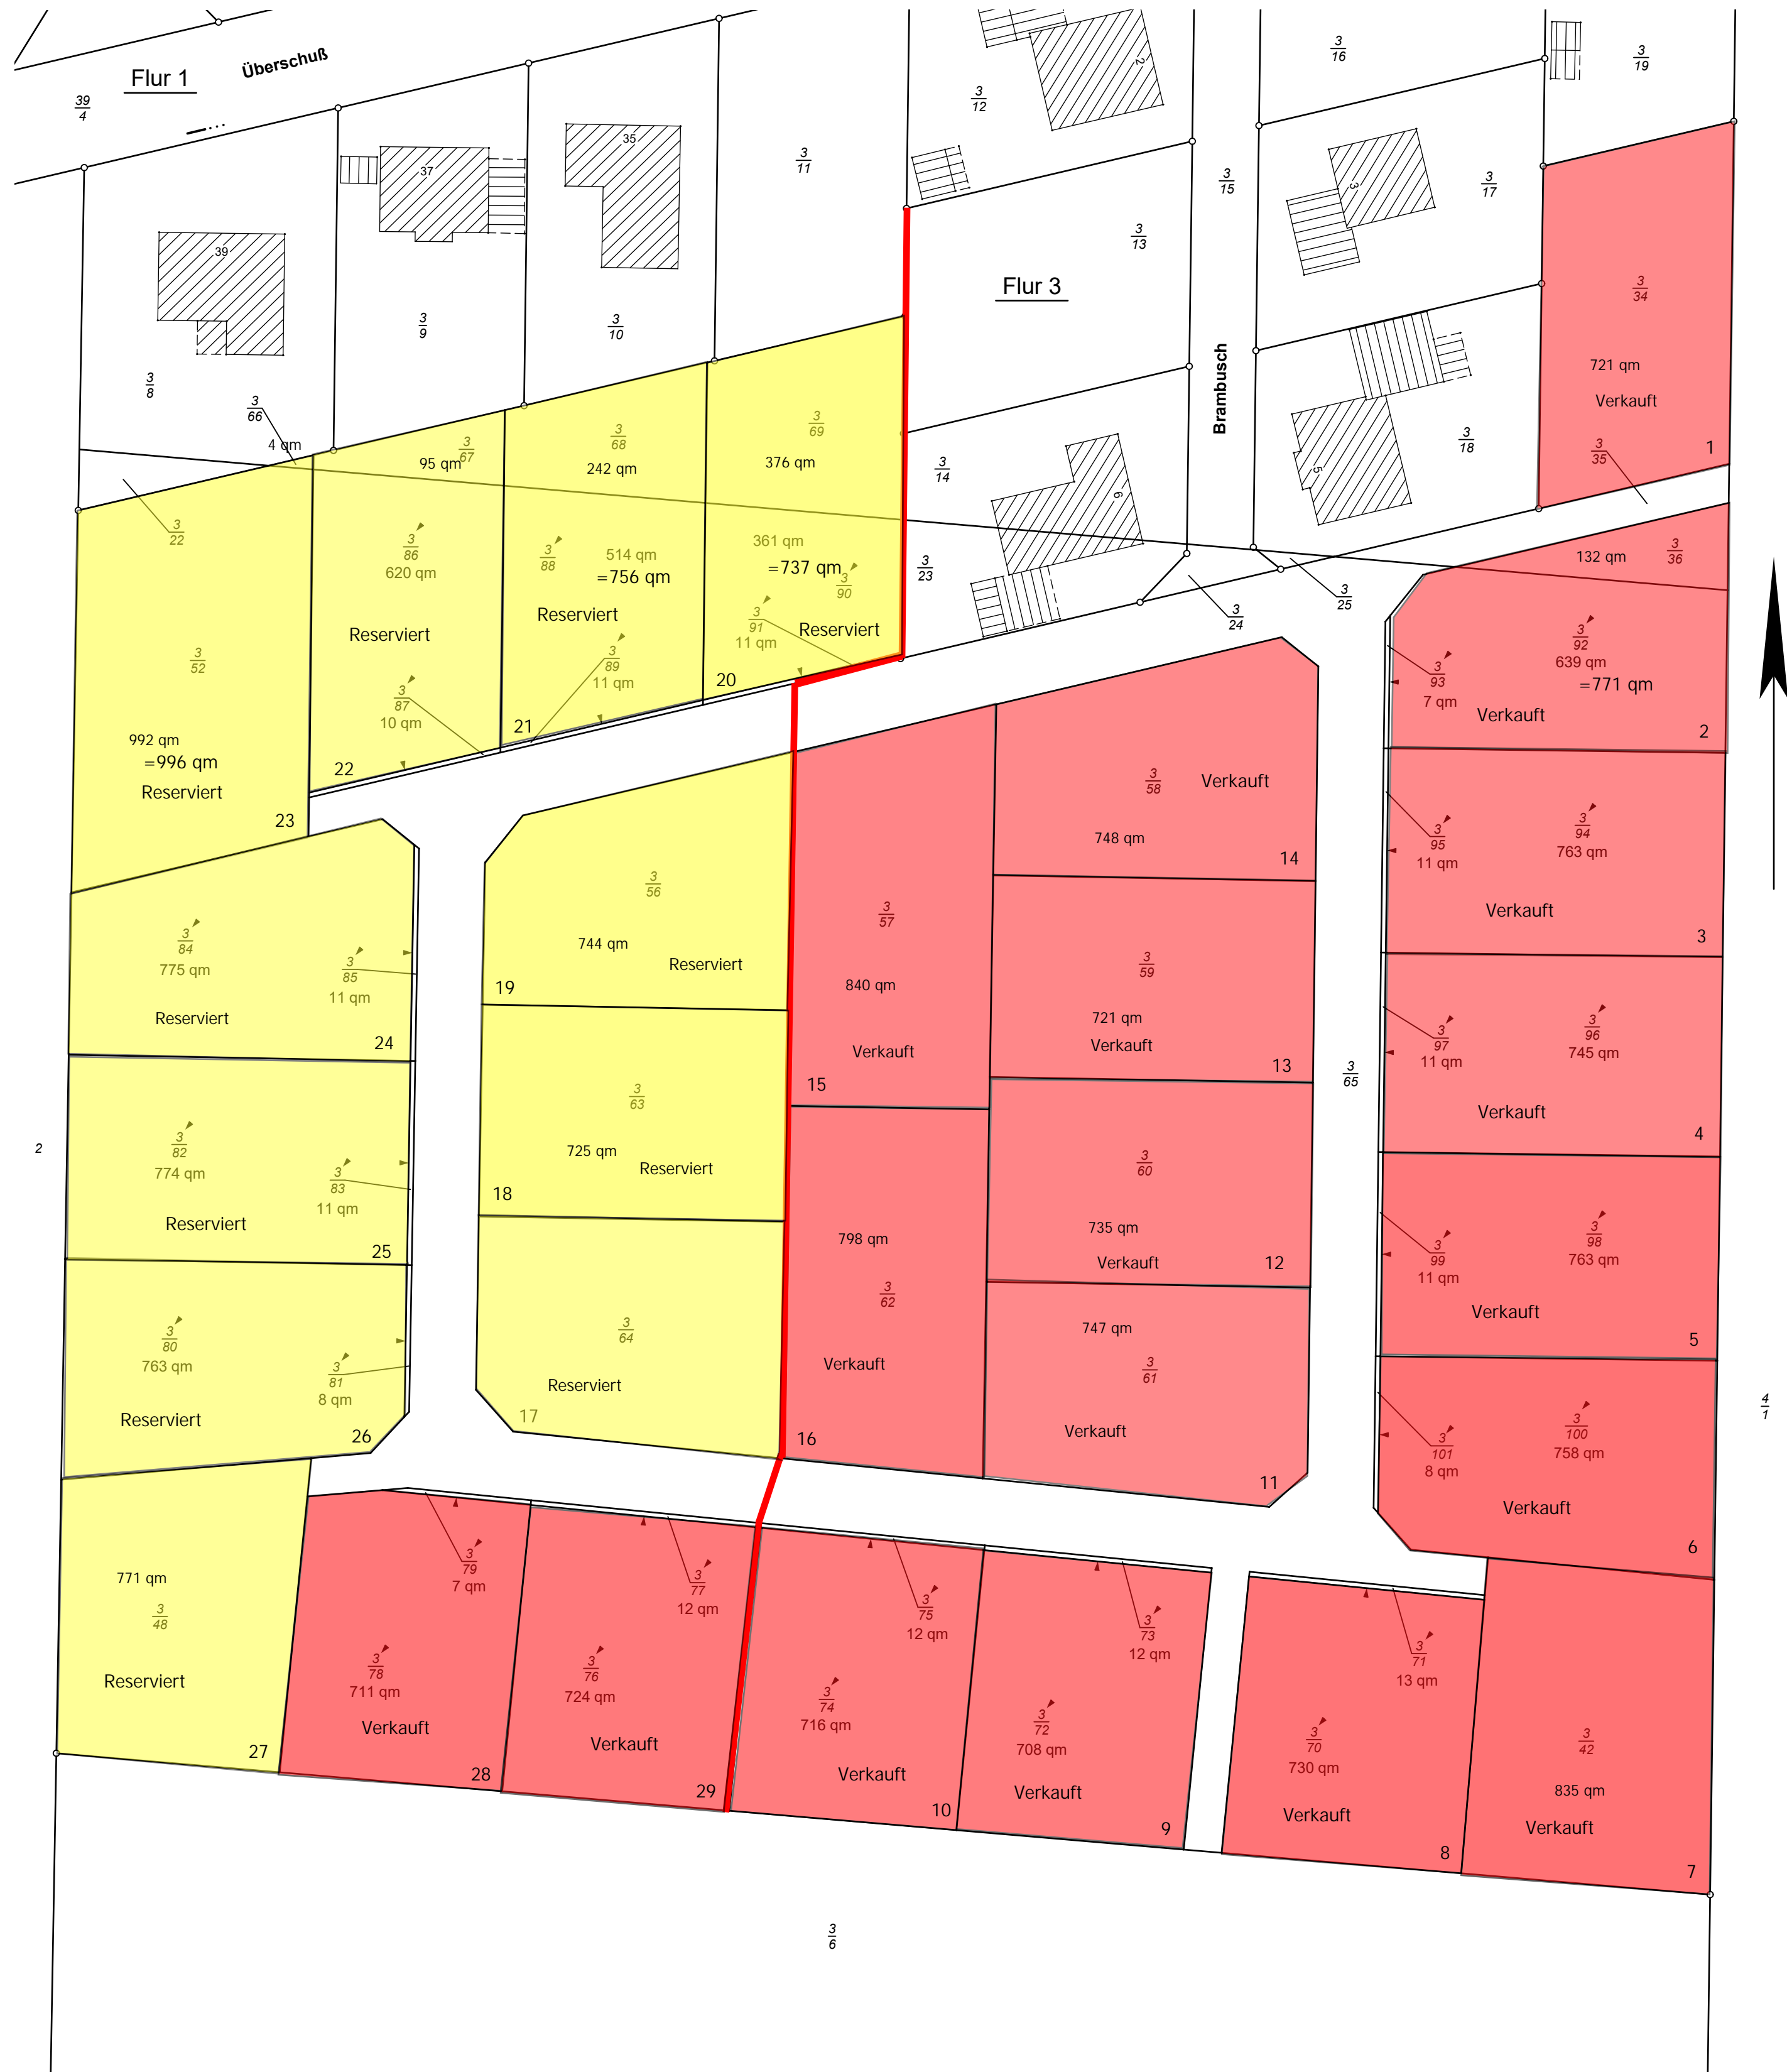 Flur 1
Überschuß
39
4
3
8
39
3
9
37
3
10
35
3
11
3
12
2
3
13
Flur 3
3
14
6
3
15
Brambusch
3
16
3
17
3
3
18
5
3
19
3
34
721 qm
Verkauft
1
3
35
3
66
4 qm
3
22
3
67
95 qm
3
68
242 qm
3
69
376 qm
3
23
3
24
3
25
3
52
992 qm
=996 qm
Reserviert
23
3
86
620 qm
Reserviert
3
87
10 qm
22
3
88
514 qm
=756 qm
Reserviert
3
89
11 qm
21
361 qm
=737 qm
3
90
3
91
11 qm
Reserviert
20
132 qm
3
36
3
92
639 qm
=771 qm
3
93
7 qm
Verkauft
2
3
94
763 qm
3
95
11 qm
Verkauft
3
3
96
745 qm
3
97
11 qm
Verkauft
4
3
98
763 qm
3
99
11 qm
Verkauft
5
3
100
758 qm
3
101
8 qm
Verkauft
6
3
84
775 qm
3
85
11 qm
Reserviert
24
3
82
774 qm
3
83
11 qm
Reserviert
25
3
80
763 qm
3
81
8 qm
Reserviert
26
3
56
744 qm
Reserviert
19
3
63
725 qm
Reserviert
18
3
64
Reserviert
17
3
57
840 qm
Verkauft
15
798 qm
3
62
Verkauft
16
3
58
Verkauft
748 qm
14
3
59
721 qm
Verkauft
13
3
60
735 qm
Verkauft
12
747 qm
3
61
Verkauft
11
3
65
2
4
1
771 qm
3
48
Reserviert
27
3
79
7 qm
3
78
711 qm
Verkauft
28
3
77
12 qm
3
76
724 qm
Verkauft
29
3
75
12 qm
3
74
716 qm
Verkauft
10
3
73
12 qm
3
72
708 qm
Verkauft
9
3
71
13 qm
3
70
730 qm
Verkauft
8
3
42
835 qm
Verkauft
7
3
6